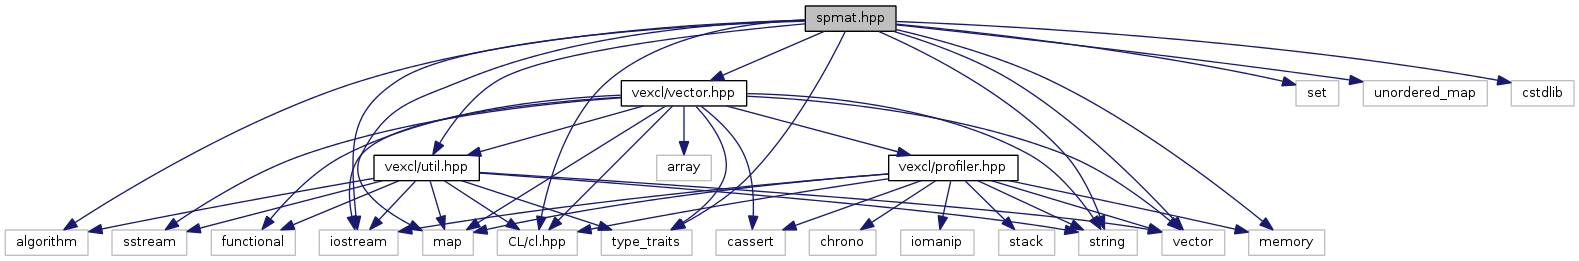 spmat.hpp
vexcl/vector.hpp
set
unordered_map
cstdlib
vexcl/util.hpp
array
vexcl/profiler.hpp
algorithm
sstream
functional
iostream
map
CL/cl.hpp
type_traits
cassert
chrono
iomanip
stack
string
vector
memory